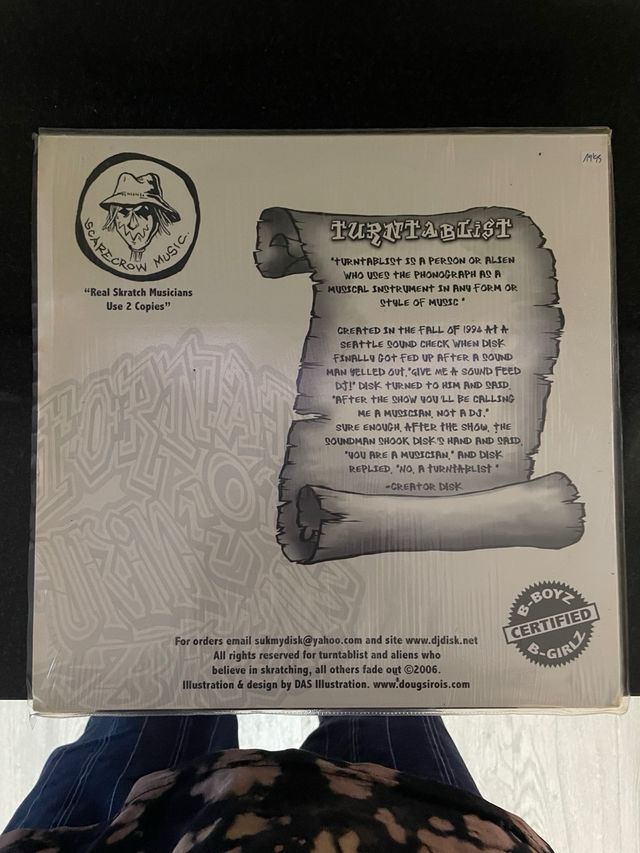 SCARECROW MUSIC.
"Real Skratch Musicians
Use 2 Copies"
TURNTABLIST
"TURNTABLIST IS A PERSON OR ALIEN
WHO USES THE PHONOGRAPH AS A
MUSICAL INSTRUMENT IN ANY FORM OR
STYLE OF MUSIC"
CREATED IN THE FALL OF 1994 AT A
SEATTLE SOUND CHECK WHEN DISK
FINALLY GOT FED UP AFTER A SOUND
MAN YELLED OUT, "GIVE ME A SOUND FEED
DJ!" DISK TURNED TO HIM AND SAID,
"AFTER THE SHOW YOU'LL BE CALLING
ME A MUSICIAN, NOT A DJ."
SURE ENOUGH, AFTER THE SHOW, THE
SOUNDMAN SHOOK DISK'S HAND AND SAID,
"YOU ARE A MUSICIAN," AND DISK
REPLIED, "NO, A TURNTABLIST"
-CREATOR DISK
B-BOYZ
CERTIFIED
B-GIRLZ
For orders email sukmydisk@yahoo.com and site www.djdisk.net
All rights reserved for turntablist and aliens who
believe in skratching, all others fade out ©2006.
Illustration & design by DAS Illustration. www.dougsirois.com